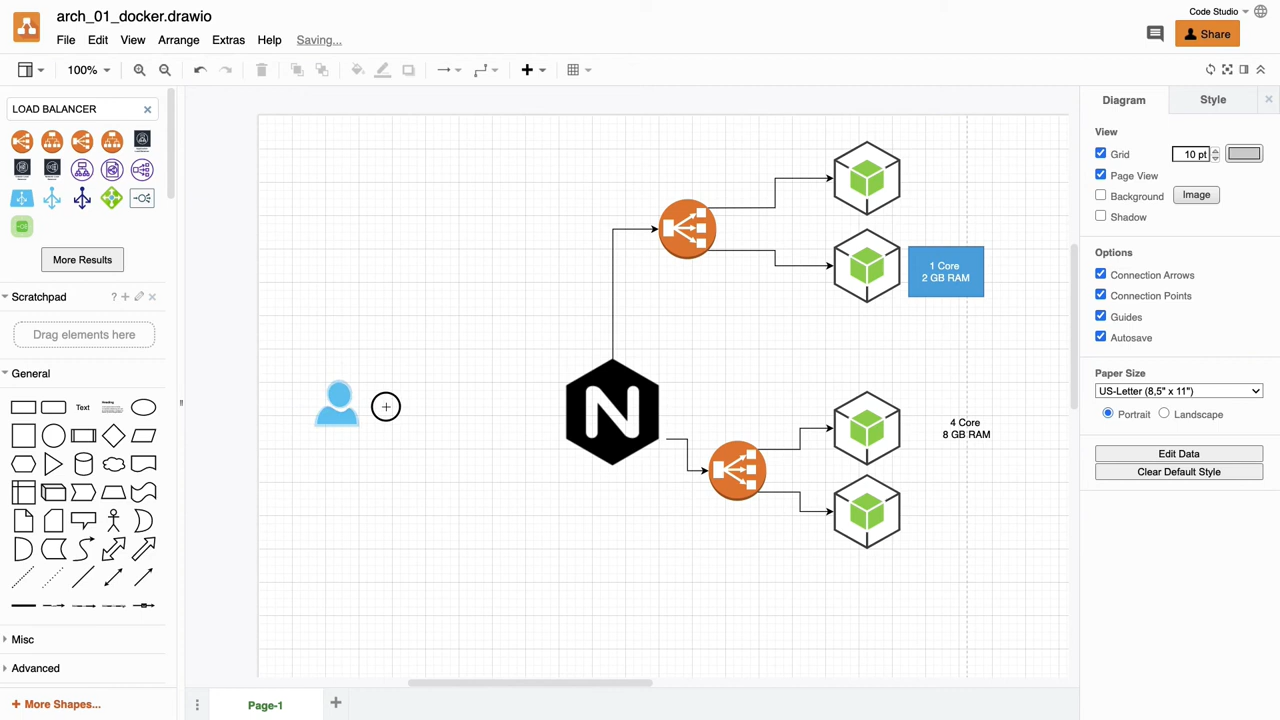 arch_01_docker.drawio
Code Studio
File Edit View Arrange Extras Help Saving...
Share
100%
LOAD BALANCER
More Results
Scratchpad
Drag elements here
General
Text
Heading
Misc
Advanced
+ More Shapes...
N
1 Core
2 GB RAM
4 Core
8 GB RAM
Page-1
Diagram
Style
View
Grid
10 pt
Page View
Background
Image
Shadow
Options
Connection Arrows
Connection Points
Guides
Autosave
Paper Size
US-Letter (8,5" x 11")
Portrait
Landscape
Edit Data
Clear Default Style